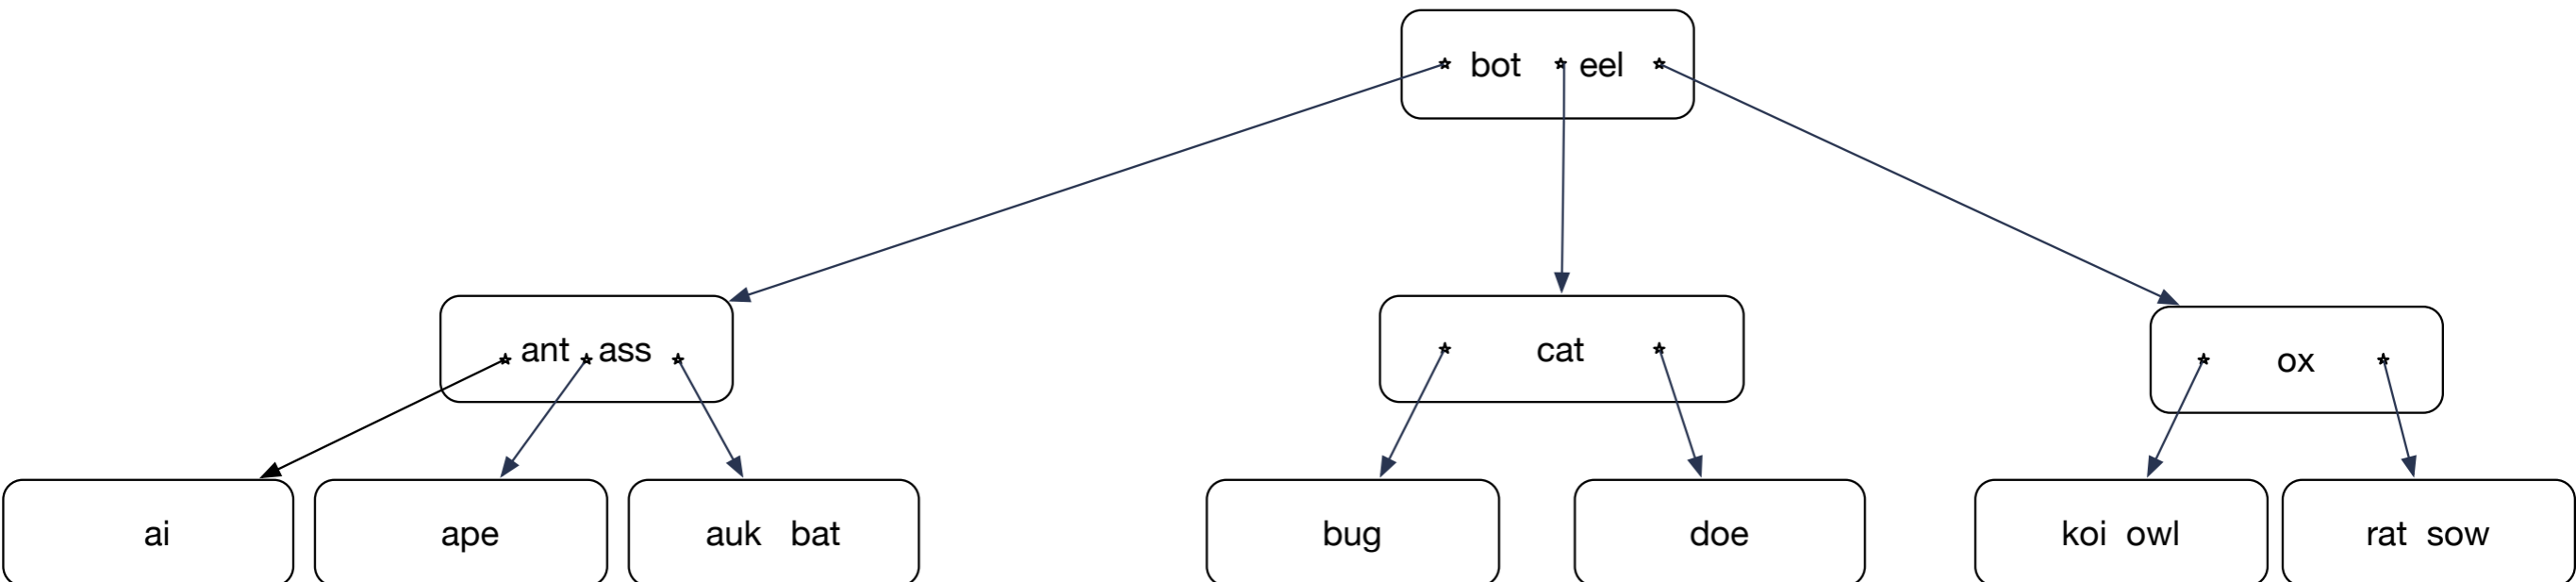 bot eel
ant ass
cat
ox
ai
ape
auk bat
bug
doe
koi owl
rat sow